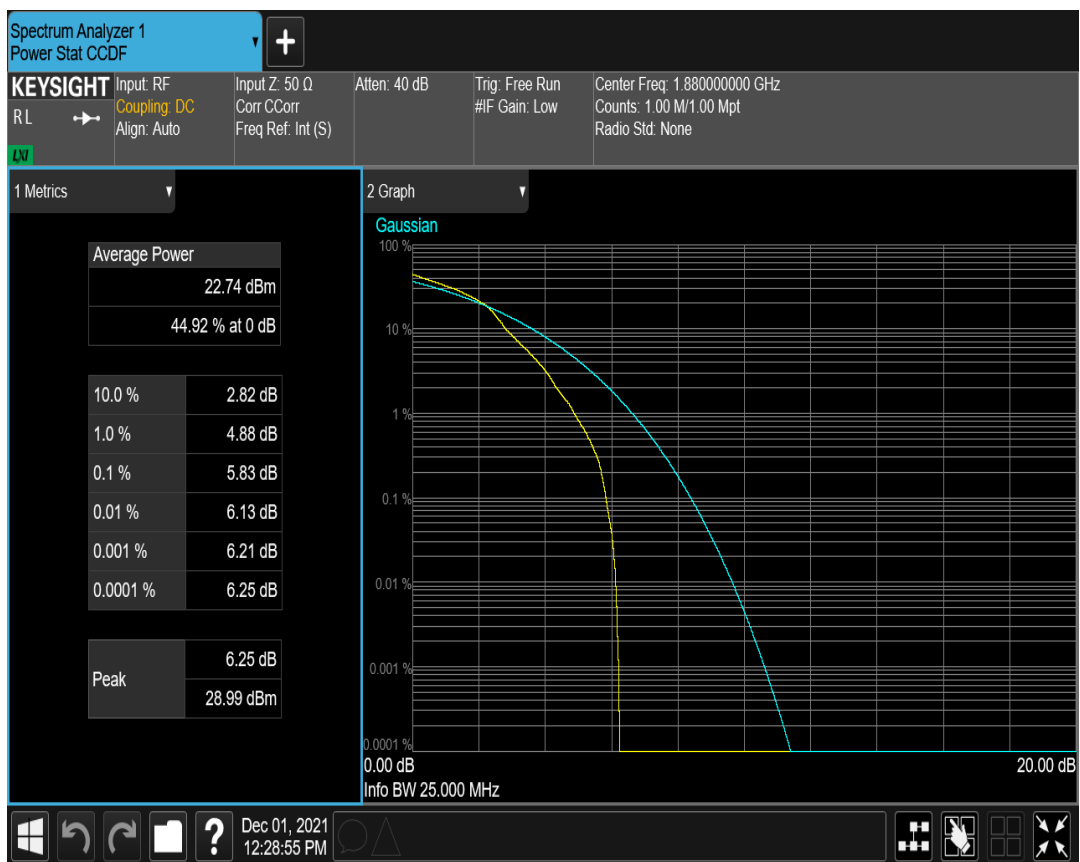 Spectrum Analyzer 1
Power Stat CCDF
KEYSIGHT
RL
LXI
Input: RF
Coupling: DC
Align: Auto
Input Z: 50 Ω
Corr CCorr
Freq Ref: Int (S)
Atten: 40 dB
Trig: Free Run
#IF Gain: Low
Center Freq: 1.880000000 GHz
Counts: 1.00 M/1.00 Mpt
Radio Std: None
1 Metrics
Average Power
22.74 dBm
44.92 % at 0 dB
10.0 % 2.82 dB
1.0 % 4.88 dB
0.1 % 5.83 dB
0.01 % 6.13 dB
0.001 % 6.21 dB
0.0001 % 6.25 dB
Peak
6.25 dB
28.99 dBm
2 Graph
Gaussian
100 %
10 %
1 %
0.1 %
0.01 %
0.001 %
0.0001 %
0.00 dB 20.00 dB
Info BW 25.000 MHz
?
Dec 01, 2021
12:28:55 PM